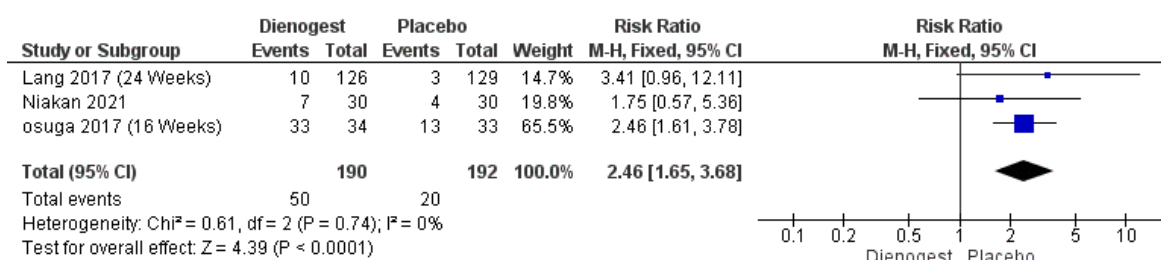 Dienogest Placebo Risk Ratio Risk Ratio
Study or Subgroup Events Total Events Total Weight M-H, Fixed, 95% CI M-H, Fixed, 95% CI
Lang 2017 (24 Weeks) 10 126 3 129 14.7% 3.41 [0.96, 12.11]
Niakan 2021 7 30 4 30 19.8% 1.75 [0.57, 5.36]
osuga 2017 (16 Weeks) 33 34 13 33 65.5% 2.46 [1.61, 3.78]
Total (95% CI) 190 192 100.0% 2.46 [1.65, 3.68]
Total events 50 20
Heterogeneity: Chi² = 0.61, df = 2 (P = 0.74); I² = 0%
Test for overall effect: Z = 4.39 (P < 0.0001)
0.1 0.2 0.5 1 2 5 10
Dienogest Placebo